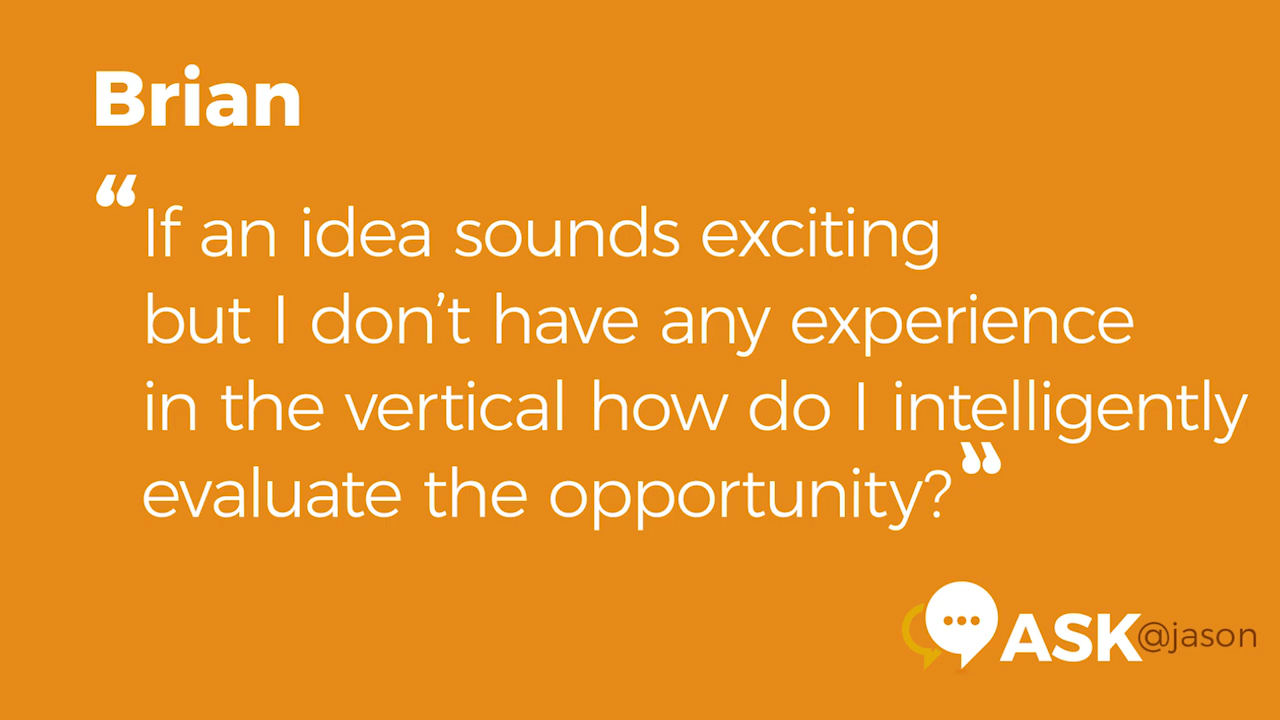 Brian
“If an idea sounds exciting
but I don’t have any experience
in the vertical how do I intelligently
evaluate the opportunity?”
ASK@jason